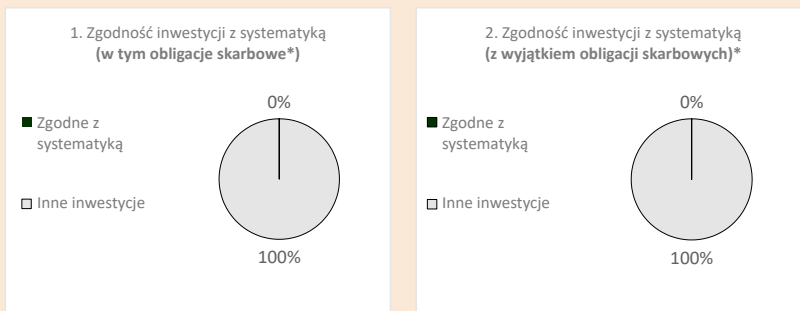 1. Zgodność inwestycji z systematyką
(w tym obligacje skarbowe*)
0%
Zgodne z
systematyką
Inne inwestycje
100%
2. Zgodność inwestycji z systematyką
(z wyjątkiem obligacji skarbowych)*
0%
Zgodne z
systematyką
Inne inwestycje
100%